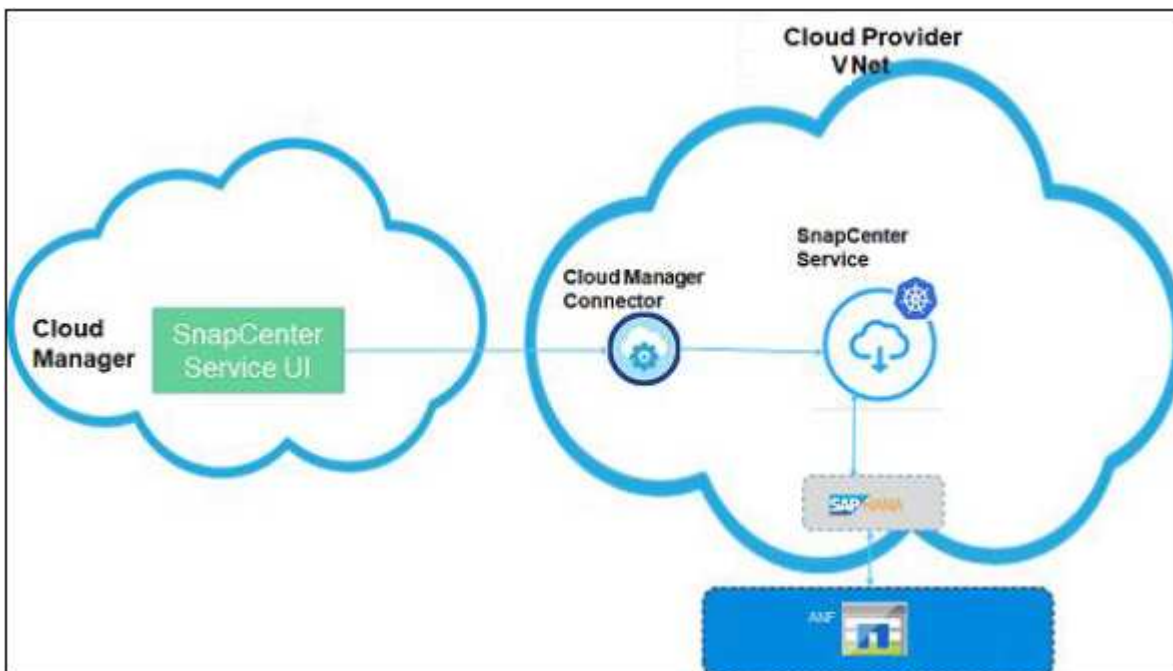 Cloud Provider
VNet
SnapCenter
Service
Cloud Manager
Connector
Cloud
Manager
SnapCenter
Service UI
SAP HANA
ANF